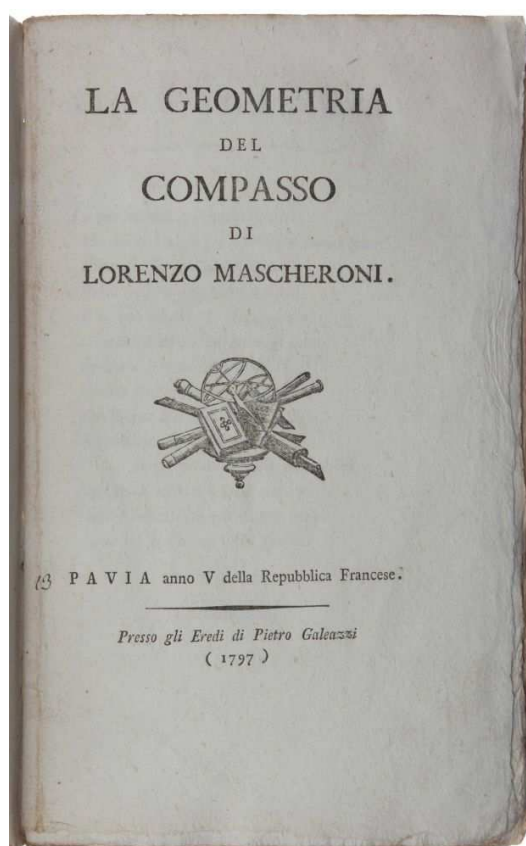 LA GEOMETRIA
DEL
COMPASSO
DI
LORENZO MASCHERONI.
13 PAVIA anno V della Repubblica Francese.
Presso gli Eredi di Pietro Galeazzi
( 1797 )